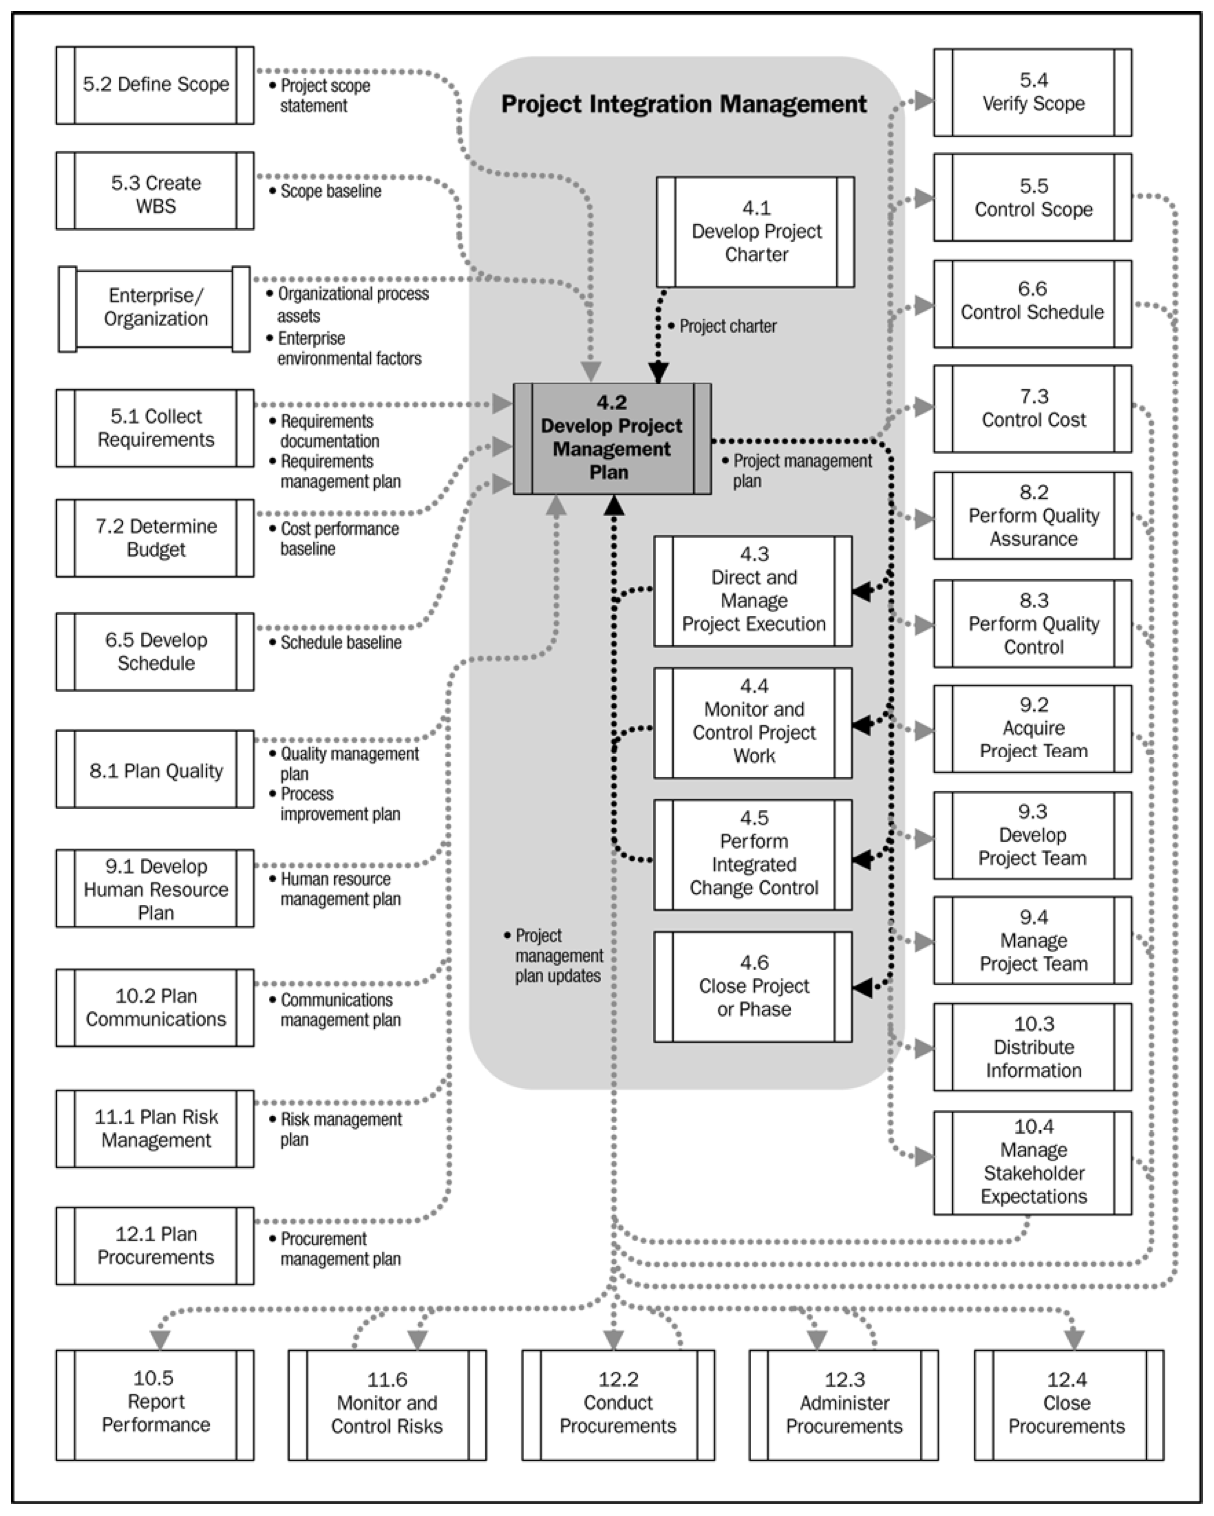 Project Integration Management
5.2 Define Scope
• Project scope
statement
5.3 Create
WBS
• Scope baseline
Enterprise/
Organization
• Organizational process
assets
• Enterprise
environmental factors
5.1 Collect
Requirements
• Requirements
documentation
• Requirements
management plan
7.2 Determine
Budget
• Cost performance
baseline
6.5 Develop
Schedule
• Schedule baseline
8.1 Plan Quality
• Quality management
plan
• Process
improvement plan
9.1 Develop
Human Resource
Plan
• Human resource
management plan
10.2 Plan
Communications
• Communications
management plan
11.1 Plan Risk
Management
• Risk management
plan
12.1 Plan
Procurements
• Procurement
management plan
4.1
Develop Project
Charter
• Project charter
4.2
Develop Project
Management
Plan
• Project management
plan
4.3
Direct and
Manage
Project Execution
4.4
Monitor and
Control Project
Work
4.5
Perform
Integrated
Change Control
• Project
management
plan updates
4.6
Close Project
or Phase
5.4
Verify Scope
5.5
Control Scope
6.6
Control Schedule
7.3
Control Cost
8.2
Perform Quality
Assurance
8.3
Perform Quality
Control
9.2
Acquire
Project Team
9.3
Develop
Project Team
9.4
Manage
Project Team
10.3
Distribute
Information
10.4
Manage
Stakeholder
Expectations
10.5
Report
Performance
11.6
Monitor and
Control Risks
12.2
Conduct
Procurements
12.3
Administer
Procurements
12.4
Close
Procurements